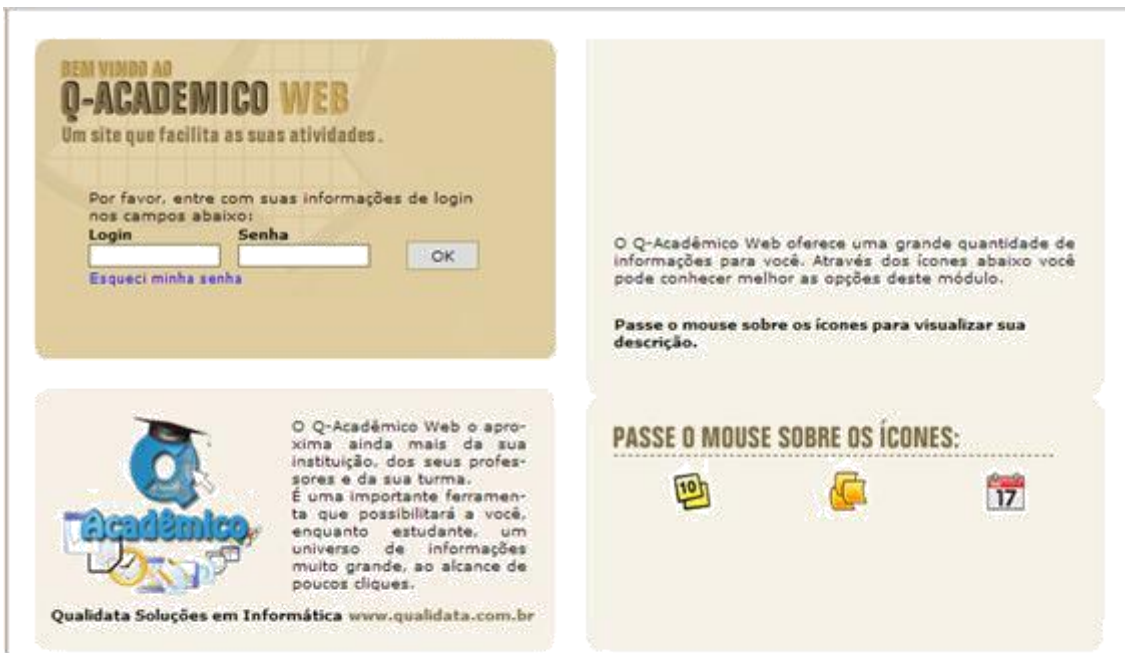 BEM VINDO AO
Q-ACADEMICO WEB
Um site que facilita as suas atividades.
Por favor, entre com suas informações de login
nos campos abaixo:
Login Senha
OK
Esqueci minha senha
O Q-Acadêmico Web oferece uma grande quantidade de
informações para você. Através dos ícones abaixo você
pode conhecer melhor as opções deste módulo.
Passe o mouse sobre os ícones para visualizar sua
descrição.
Q
Acadêmico
O Q-Acadêmico Web o apro-
xima ainda mais da sua
instituição, dos seus profes-
sores e da sua turma.
É uma importante ferramen-
ta que possibilitará a você,
enquanto estudante, um
universo de informações
muito grande, ao alcance de
poucos cliques.
Qualidata Soluções em Informática www.qualidata.com.br
PASSE O MOUSE SOBRE OS ÍCONES:
10
17